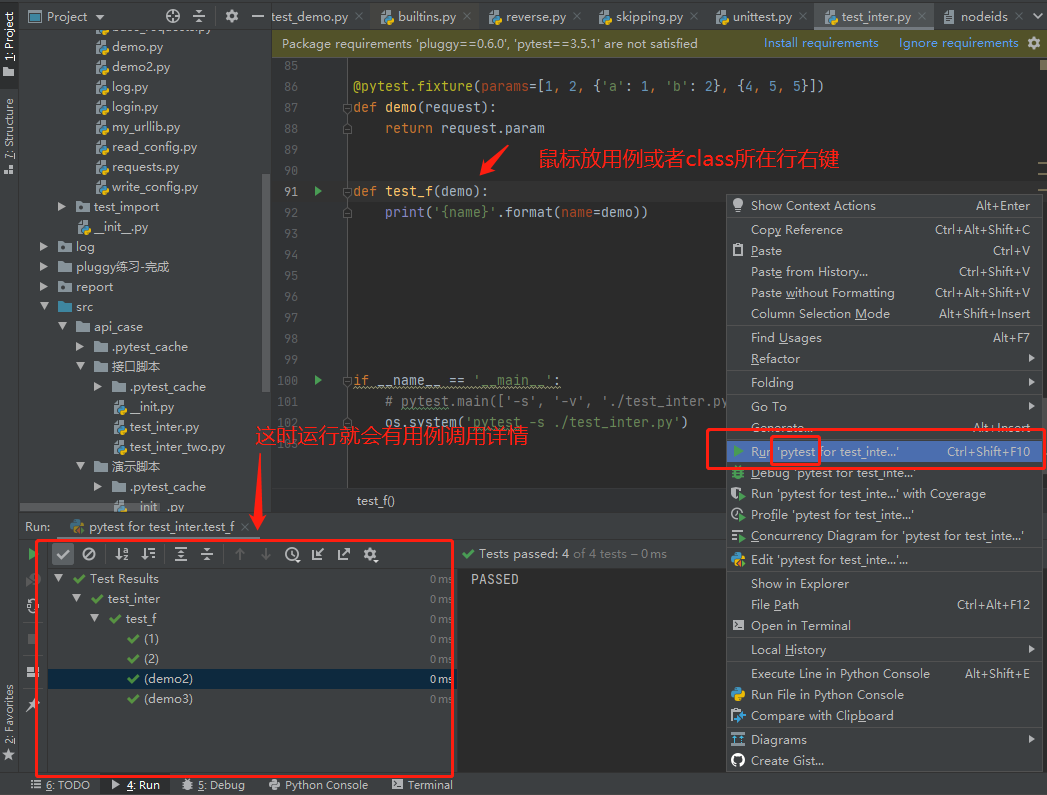 Project
test_demo.py
builtins.py
reverse.py
skipping.py
unittest.py
test_inter.py
nodeids
1: Project
7: Structure
2: Favorites
demo.py
demo2.py
log.py
login.py
my_urllib.py
read_config.py
requests.py
write_config.py
test_import
__init__.py
log
pluggy练习-完成
report
src
api_case
.pytest_cache
接口脚本
.pytest_cache
__init.py
test_inter.py
test_inter_two.py
演示脚本
.pytest_cache
__init__.py
Package requirements 'pluggy==0.6.0', 'pytest==3.5.1' are not satisfied
Install requirements
Ignore requirements
85
86 @pytest.fixture(params=[1, 2, {'a': 1, 'b': 2}, {4, 5, 5}])
87 def demo(request):
88 return request.param
89
鼠标放用例或者class所在行右键
90
91 def test_f(demo):
92 print('{name}'.format(name=demo))
93
94
95
96
97
98
99
100 if __name__ == '__main__':
101 # pytest.main(['-s', '-v', './test_inter.py
102 os.system('pytest -s ./test_inter.py')
这时运行就会有用例调用详情
test_f()
Show Context Actions Alt+Enter
Copy Reference Ctrl+Alt+Shift+C
Paste Ctrl+V
Paste from History... Ctrl+Shift+V
Paste without Formatting Ctrl+Alt+Shift+V
Column Selection Mode Alt+Shift+Insert
Find Usages Alt+F7
Refactor
Folding
Go To
Generate... Alt+Insert
Run 'pytest for test_inte...' Ctrl+Shift+F10
Debug 'pytest for test_inte...'
Run 'pytest for test_inte...' with Coverage
Profile 'pytest for test_inte...'
Concurrency Diagram for 'pytest for test_inte...'
Edit 'pytest for test_inte...'...
Show in Explorer
File Path Ctrl+Alt+F12
Open in Terminal
Local History
Execute Line in Python Console Alt+Shift+E
Run File in Python Console
Compare with Clipboard
Diagrams
Create Gist...
Run: pytest for test_inter.test_f
Tests passed: 4 of 4 tests – 0 ms
Test Results 0 ms
test_inter 0 ms
test_f 0 ms
(1) 0 ms
(2) 0 ms
(demo2) 0 ms
(demo3) 0 ms
PASSED
6: TODO
4: Run
5: Debug
Python Console
Terminal